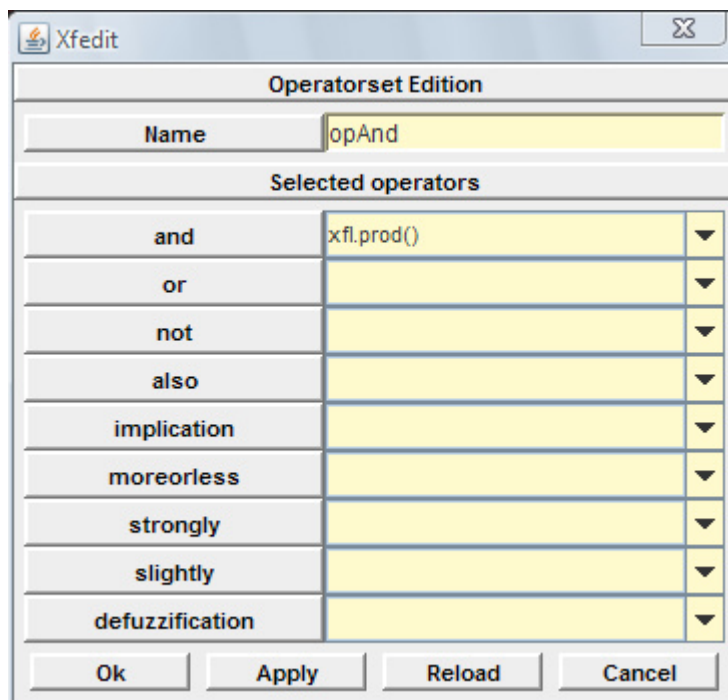 Xfedit
Operatorset Edition
Name opAnd
Selected operators
and xfl.prod()
or
not
also
implication
moreorless
strongly
slightly
defuzzification
Ok Apply Reload Cancel